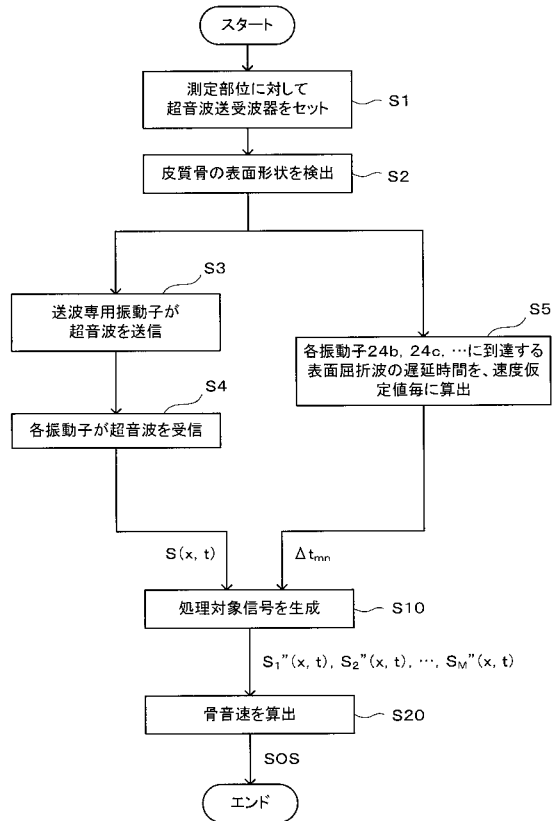 スタート
測定部位に対して
超音波送受波器をセット
S1
皮質骨の表面形状を検出
S2
S3
送波専用振動子が
超音波を送信
S4
各振動子が超音波を受信
S5
各振動子24b, 24c, …に到達する
表面屈折波の遅延時間を、速度仮
定値毎に算出
S(x, t)
Δtmn
処理対象信号を生成
S10
S1”(x, t), S2”(x, t), …, SM”(x, t)
骨音速を算出
S20
SOS
エンド